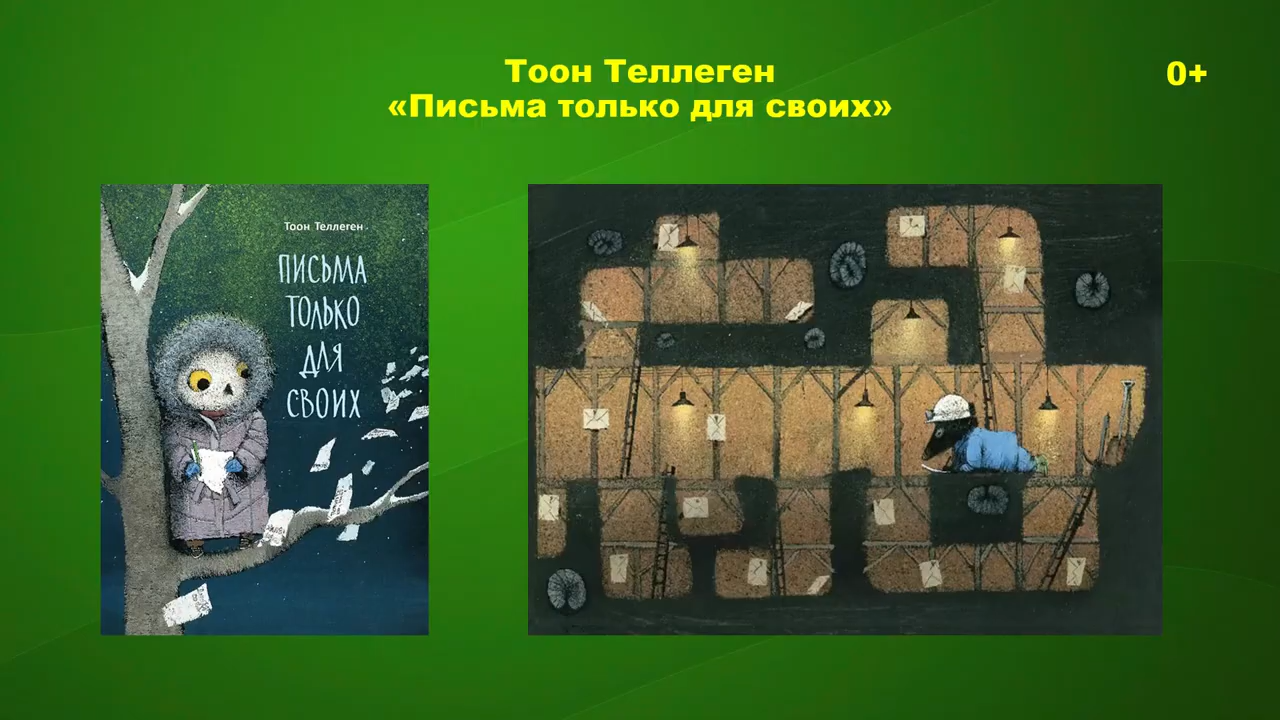 Тоон Теллеген
«Письма только для своих»
0+
Тоон Теллеген
ПИСЬМА
ТОЛЬКО
ДЛЯ
СВОИХ